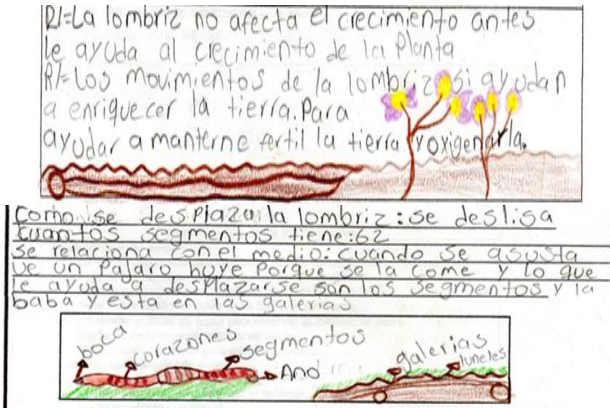 R/=La lombriz no afecta el crecimiento antes
le ayuda al crecimiento de la Planta
R/=Los movimientos de la lombriz si ayudan
a enriquecer la tierra. Para
ayudar a manterne fertil la tierra y oxigenarla.
Como se desplaza la lombriz: se deslisa
Cuantos segmentos tiene: 62
se relaciona con el medio: cuando se asusta
ve un Pajaro huye Porque se la come y lo que
le ayuda a desplazarse son los segmentos y la
baba y esta en las galerias
boca
corazones
segmentos
Ano
galerias
tuneles